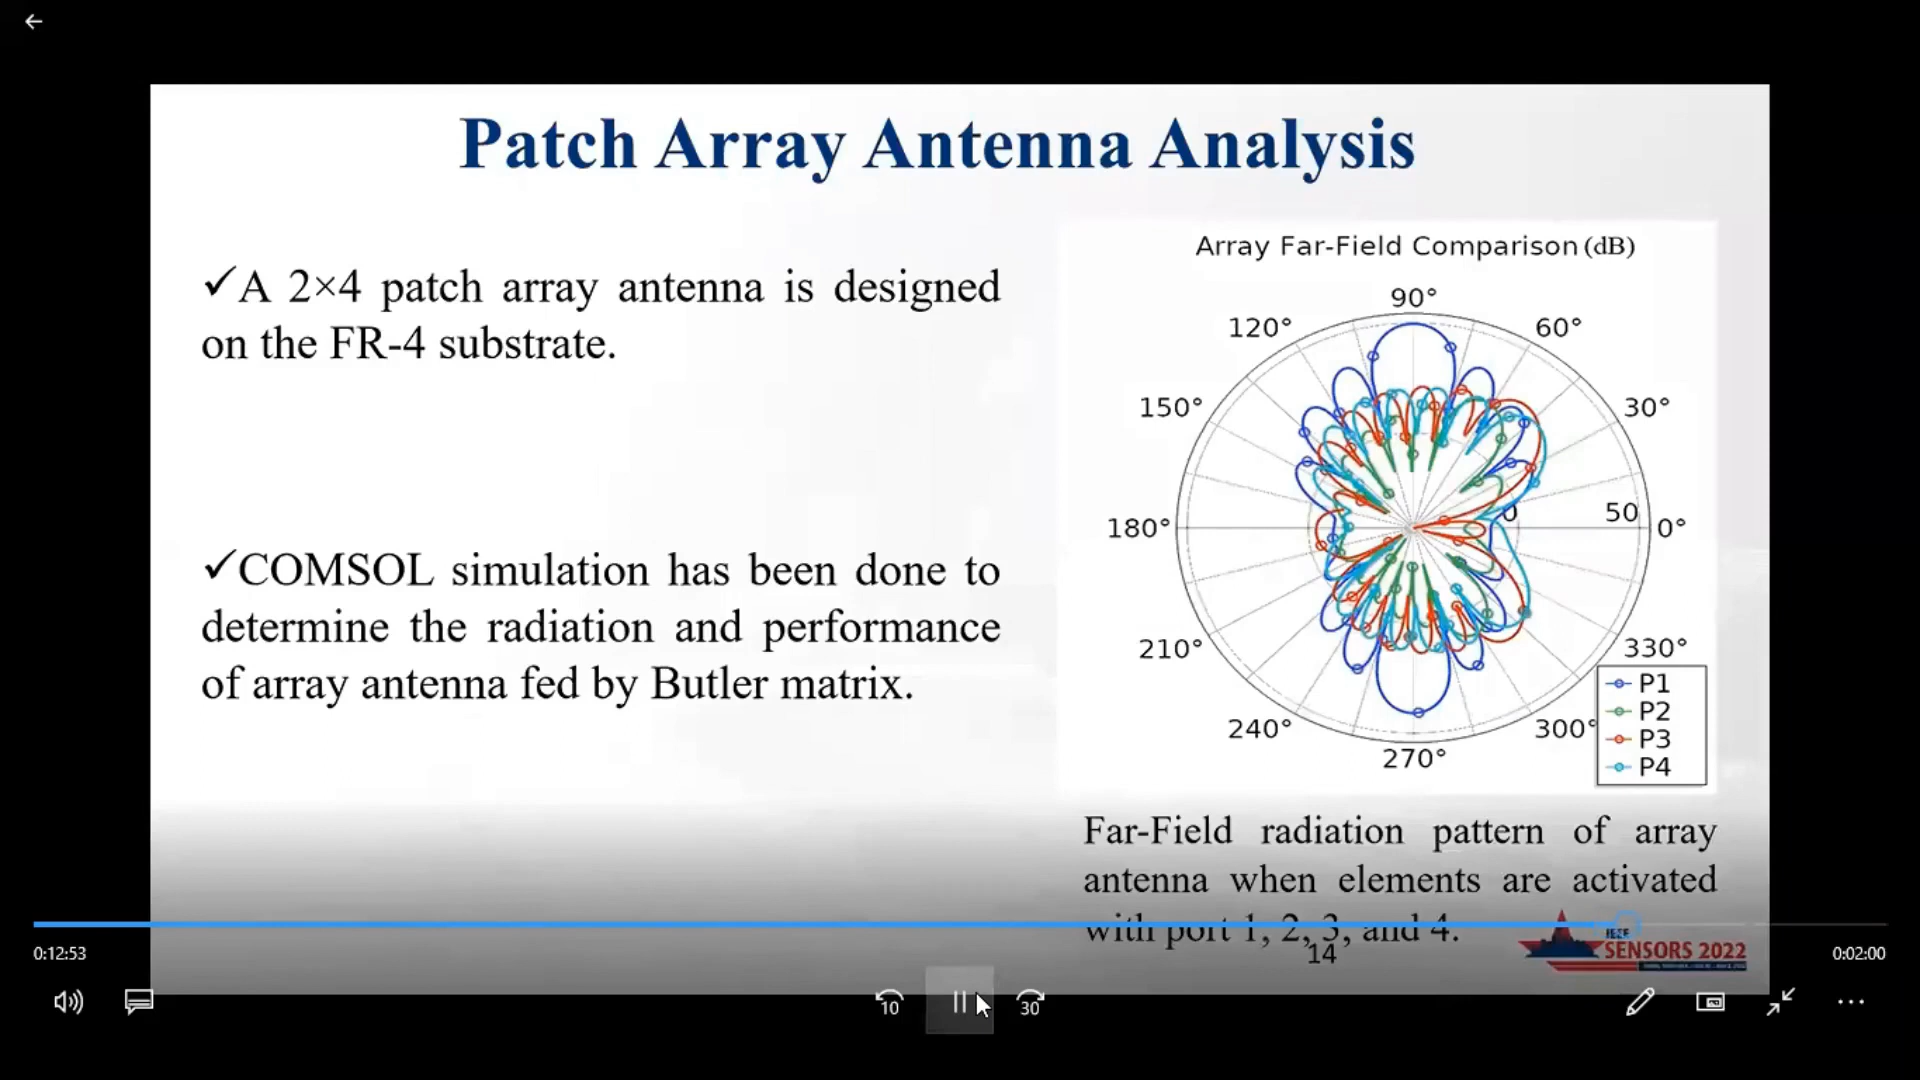 Patch Array Antenna Analysis
✓A 2×4 patch array antenna is designed
on the FR-4 substrate.
✓COMSOL simulation has been done to
determine the radiation and performance
of array antenna fed by Butler matrix.
Array Far-Field Comparison (dB)
90°
120°
60°
150°
30°
180°
0
50
0°
210°
330°
240°
300°
270°
P1
P2
P3
P4
Far-Field radiation pattern of array
antenna when elements are activated
with port 1, 2, 3, and 4.
14
IEEE
SENSORS 2022
0:12:53
0:02:00
10
30